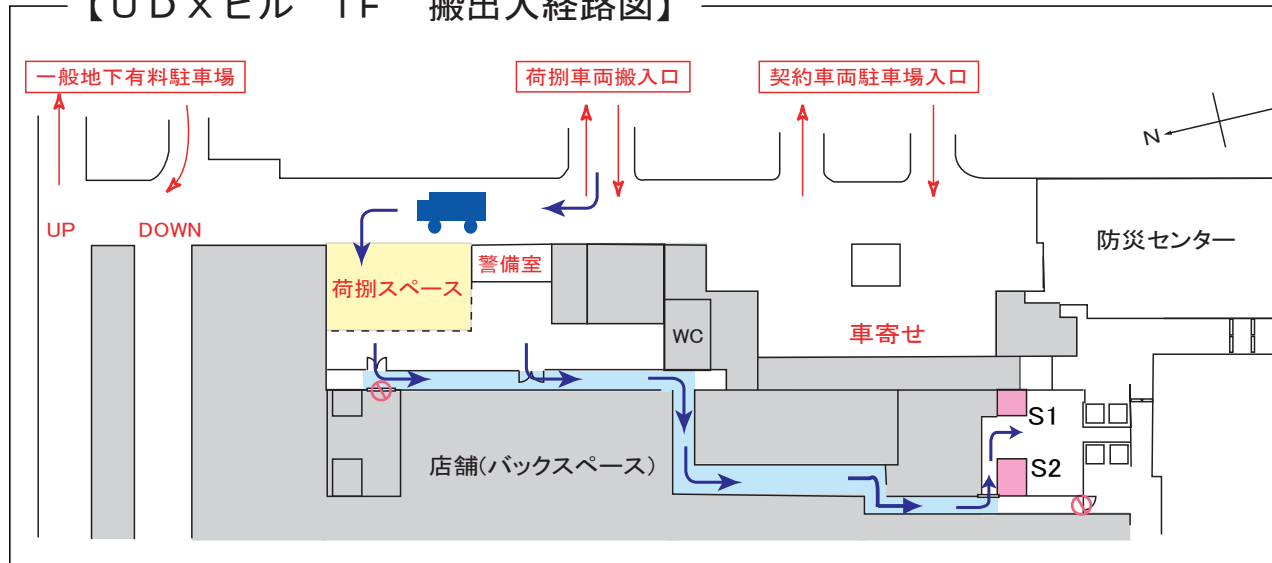 【UDXビル 1F 搬出入経路図】
一般地下有料駐車場
荷捌車両搬入口
契約車両駐車場入口
N
UP
DOWN
防災センター
警備室
荷捌スペース
WC
車寄せ
S1
店舗(バックスペース)
S2